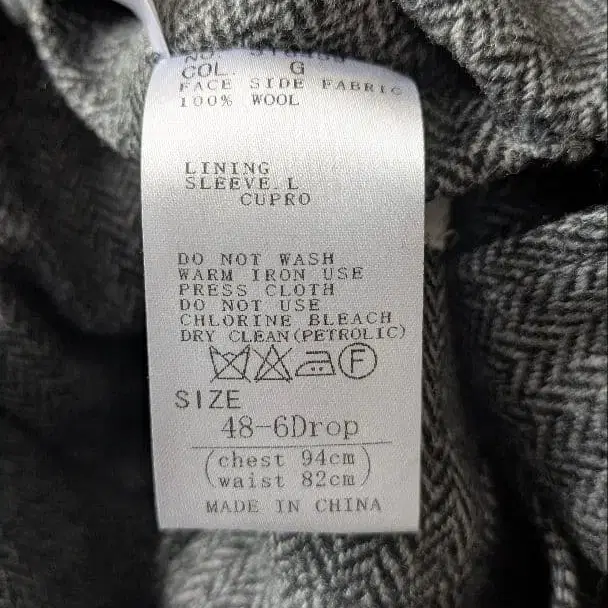 COL. G
FACE SIDE FABRIC
100% WOOL
LINING
SLEEVE.L
CUPRO
DO NOT WASH
WARM IRON USE
PRESS CLOTH
DO NOT USE
CHLORINE BLEACH
DRY CLEAN(PETROLIC)
F
SIZE
48-6Drop
(chest 94cm
waist 82cm)
MADE IN CHINA